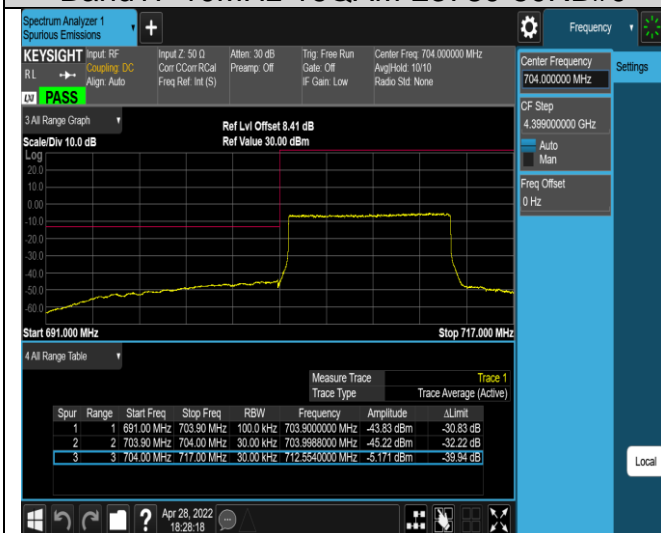 Spectrum Analyzer 1
Spurious Emissions
Frequency
KEYSIGHT Input: RF Input Z: 50 Ω Atten: 30 dB Trig: Free Run Center Freq: 704.000000 MHz
RL Coupling: DC Corr CCorr RCal Preamp: Off Gate: Off Avg|Hold: 10/10
Align: Auto Freq Ref: Int (S) IF Gain: Low Radio Std: None
LXI PASS
Center Frequency
704.000000 MHz
Settings
CF Step
4.399000000 GHz
Auto
Man
Freq Offset
0 Hz
3 All Range Graph
Ref Lvl Offset 8.41 dB
Scale/Div 10.0 dB Ref Value 30.00 dBm
Log
20.0
10.0
0.00
-10.0
-20.0
-30.0
-40.0
-50.0
-60.0
Start 691.000 MHz Stop 717.000 MHz
4 All Range Table
Measure Trace Trace 1
Trace Type Trace Average (Active)
Spur Range Start Freq Stop Freq RBW Frequency Amplitude ΔLimit
1 1 691.00 MHz 703.90 MHz 100.0 kHz 703.9000000 MHz -43.83 dBm -30.83 dB
2 2 703.90 MHz 704.00 MHz 30.00 kHz 703.9988000 MHz -45.22 dBm -32.22 dB
3 3 704.00 MHz 717.00 MHz 30.00 kHz 712.5540000 MHz -5.171 dBm -39.94 dB
Local
Apr 28, 2022
18:28:18